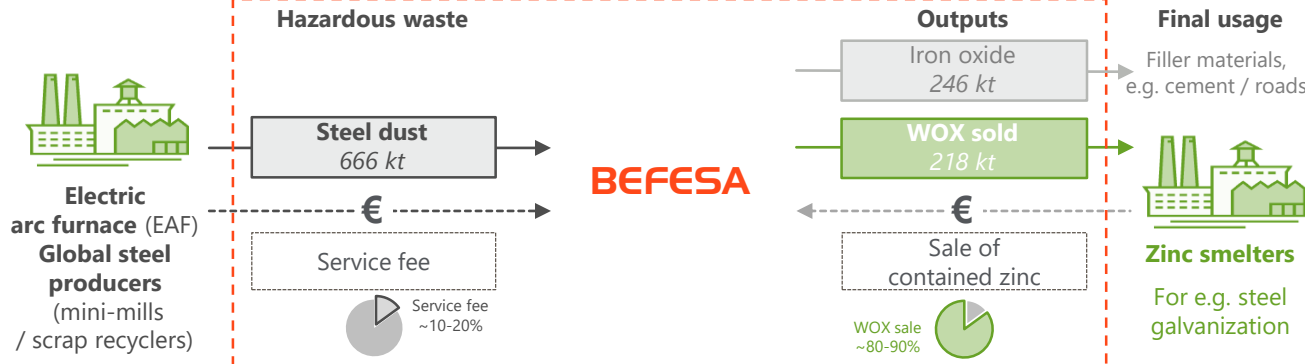 Hazardous waste
Outputs
Final usage
Iron oxide
246 kt
Filler materials,
e.g. cement / roads
Steel dust
666 kt
WOX sold
218 kt
BEFESA
Electric
arc furnace (EAF)
Global steel
producers
(mini-mills
/ scrap recyclers)
€
€
Service fee
Sale of
contained zinc
Zinc smelters
For e.g. steel
galvanization
Service fee
~10-20%
WOX sale
~80-90%